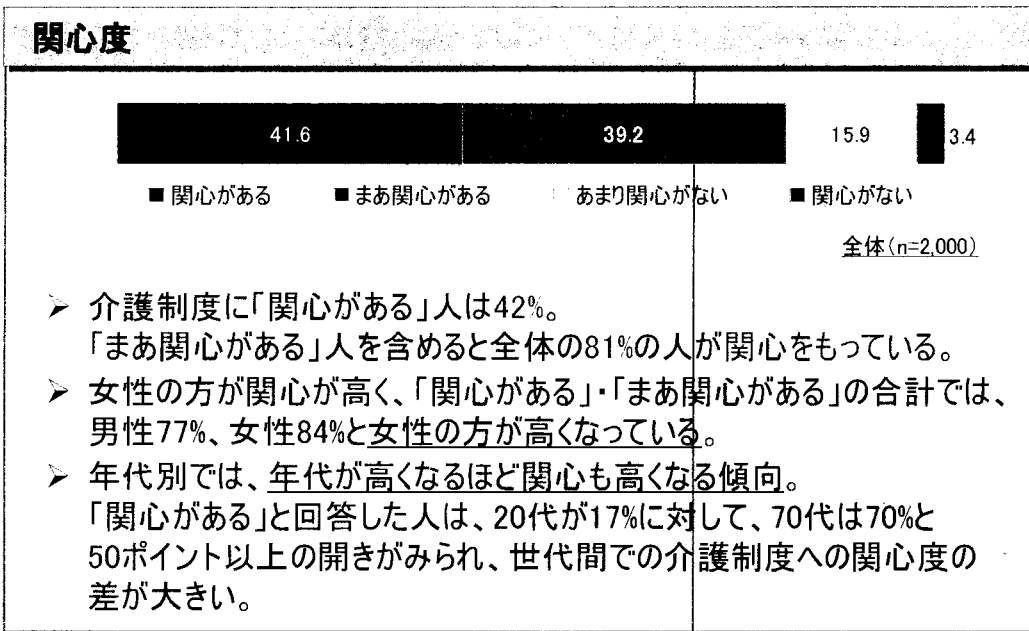 関心度
41.6 39.2 15.9 3.4
■ 関心がある ■ まあ関心がある あまり関心がない ■ 関心がない
全体(n=2,000)
➢ 介護制度に「関心がある」人は42%。
「まあ関心がある」人を含めると全体の81%の人が関心をもっている。
➢ 女性の方が関心が高く、「関心がある」・「まあ関心がある」の合計では、
男性77%、女性84%と女性の方が高くなっている。
➢ 年代別では、年代が高くなるほど関心も高くなる傾向。
「関心がある」と回答した人は、20代が17%に対して、70代は70%と
50ポイント以上の開きがみられ、世代間での介護制度への関心度の
差が大きい。